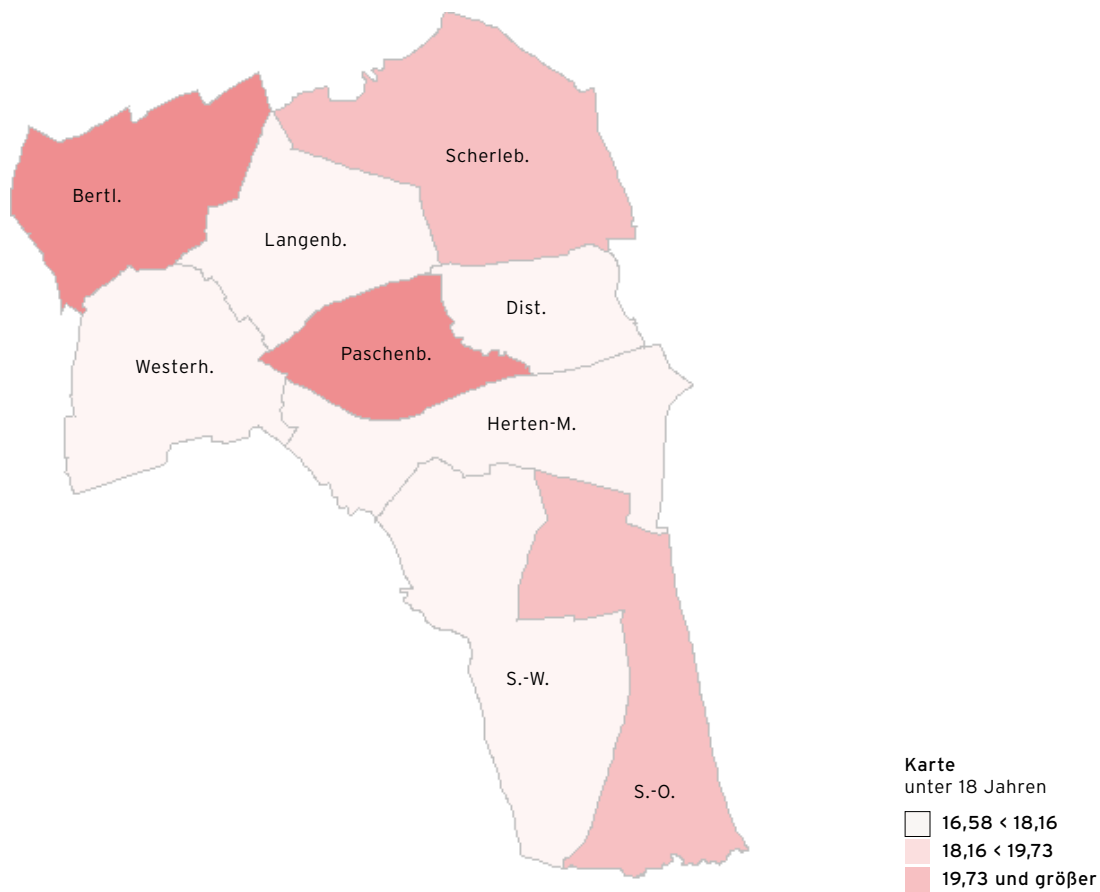 Scherleb.
Bertl.
Langenb.
Dist.
Paschenb.
Westerh.
Herten-M.
S.-W.
S.-O.
Karte
unter 18 Jahren
16,58 < 18,16
18,16 < 19,73
19,73 und größer